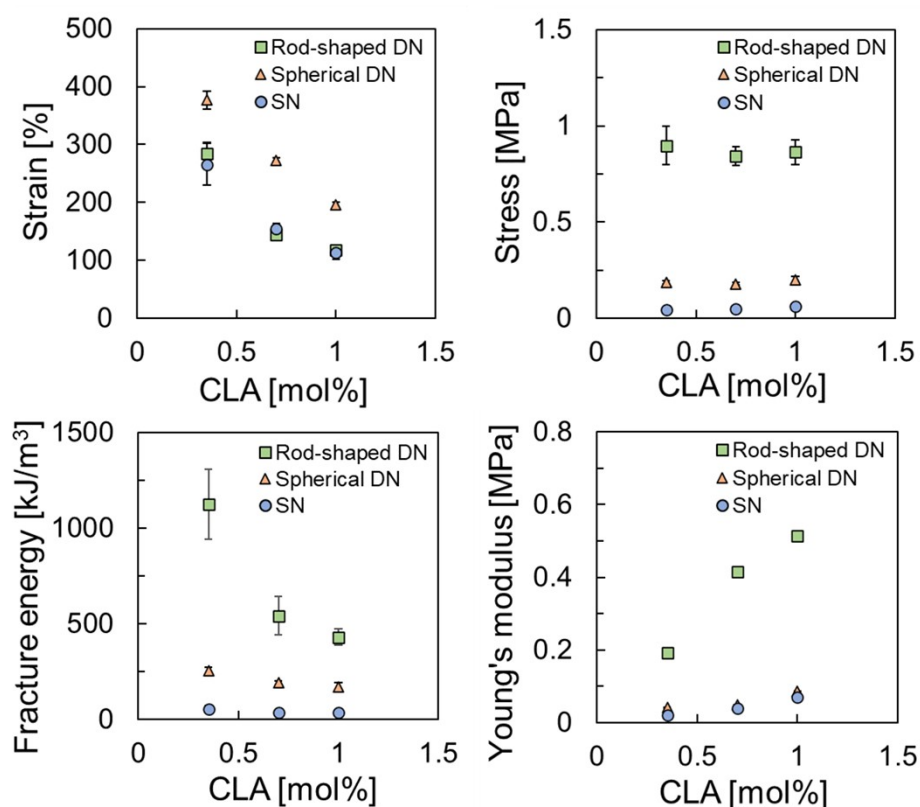 Strain [%]
500
400
300
200
100
0
0
0.5
1
1.5
CLA [mol%]
Rod-shaped DN
Spherical DN
SN
Stress [MPa]
1.5
1
0.5
0
0
0.5
1
1.5
CLA [mol%]
Rod-shaped DN
Spherical DN
SN
Fracture energy [kJ/m³]
1500
1000
500
0
0
0.5
1
1.5
CLA [mol%]
Rod-shaped DN
Spherical DN
SN
Young's modulus [MPa]
0.8
0.6
0.4
0.2
0
0
0.5
1
1.5
CLA [mol%]
Rod-shaped DN
Spherical DN
SN